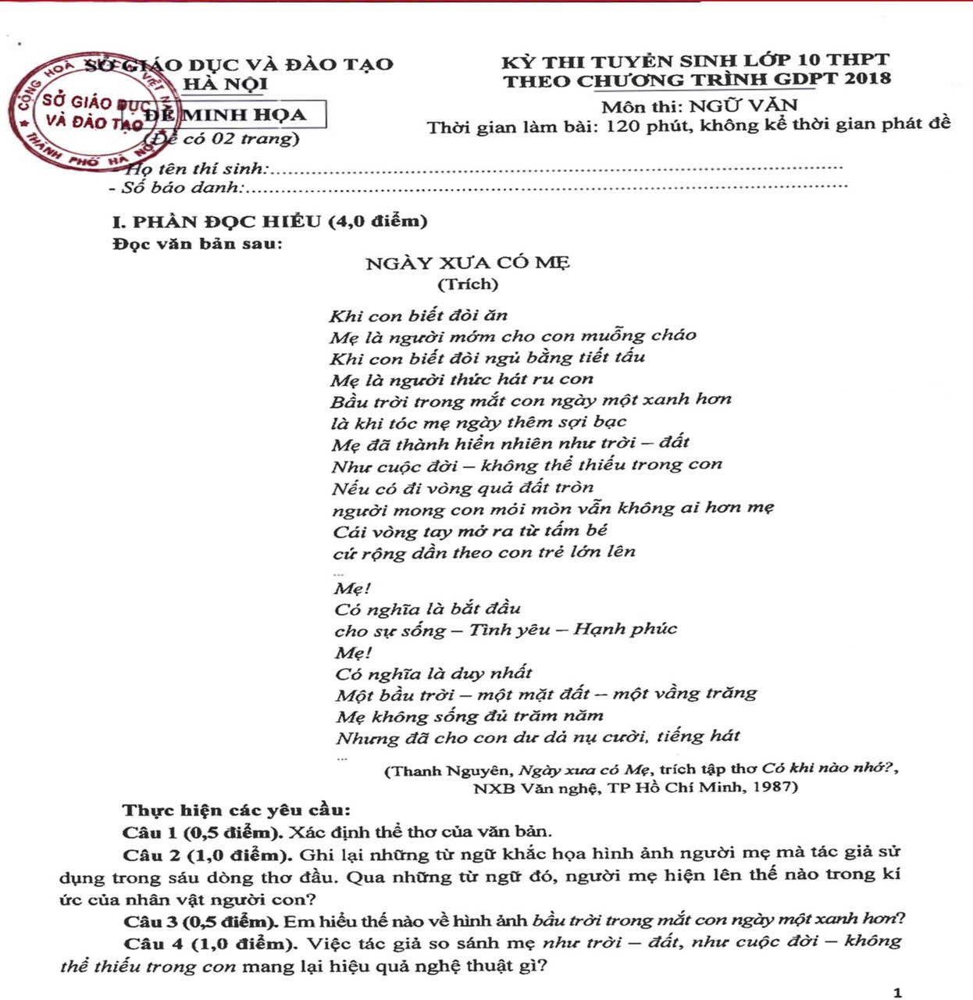 SỞ GIÁO DỤC VÀ ĐÀO TẠO
HÀ NỘI
ĐỀ MINH HỌA
(Đề có 02 trang)
CỘNG HOÀ VIỆT NAM
SỞ GIÁO DỤC
VÀ ĐÀO TẠO
★ THÀNH PHỐ HÀ NỘI
KỲ THI TUYỂN SINH LỚP 10 THPT
THEO CHƯƠNG TRÌNH GDPT 2018
Môn thi: NGỮ VĂN
Thời gian làm bài: 120 phút, không kể thời gian phát đề
- Họ tên thí sinh:
- Số báo danh:
I. PHẦN ĐỌC HIỂU (4,0 điểm)
Đọc văn bản sau:
NGÀY XƯA CÓ MẸ
(Trích)
Khi con biết đòi ăn
Mẹ là người mớm cho con muỗng cháo
Khi con biết đòi ngủ bằng tiết tấu
Mẹ là người thức hát ru con
Bầu trời trong mắt con ngày một xanh hơn
là khi tóc mẹ ngày thêm sợi bạc
Mẹ đã thành hiển nhiên như trời – đất
Như cuộc đời – không thể thiếu trong con
Nếu có đi vòng quả đất tròn
người mong con mỏi mòn vẫn không ai hơn mẹ
Cái vòng tay mở ra từ tấm bé
cứ rộng dần theo con trẻ lớn lên
...
Mẹ!
Có nghĩa là bắt đầu
cho sự sống – Tình yêu – Hạnh phúc
Mẹ!
Có nghĩa là duy nhất
Một bầu trời – một mặt đất – một vầng trăng
Mẹ không sống đủ trăm năm
Nhưng đã cho con dư dả nụ cười, tiếng hát
...
(Thanh Nguyên, Ngày xưa có Mẹ, trích tập thơ Có khi nào nhớ?,
NXB Văn nghệ, TP Hồ Chí Minh, 1987)
Thực hiện các yêu cầu:
Câu 1 (0,5 điểm). Xác định thể thơ của văn bản.
Câu 2 (1,0 điểm). Ghi lại những từ ngữ khắc họa hình ảnh người mẹ mà tác giả sử
dụng trong sáu dòng thơ đầu. Qua những từ ngữ đó, người mẹ hiện lên thế nào trong kí
ức của nhân vật người con?
Câu 3 (0,5 điểm). Em hiểu thế nào về hình ảnh bầu trời trong mắt con ngày một xanh hơn?
Câu 4 (1,0 điểm). Việc tác giả so sánh mẹ như trời – đất, như cuộc đời – không
thể thiếu trong con mang lại hiệu quả nghệ thuật gì?
1